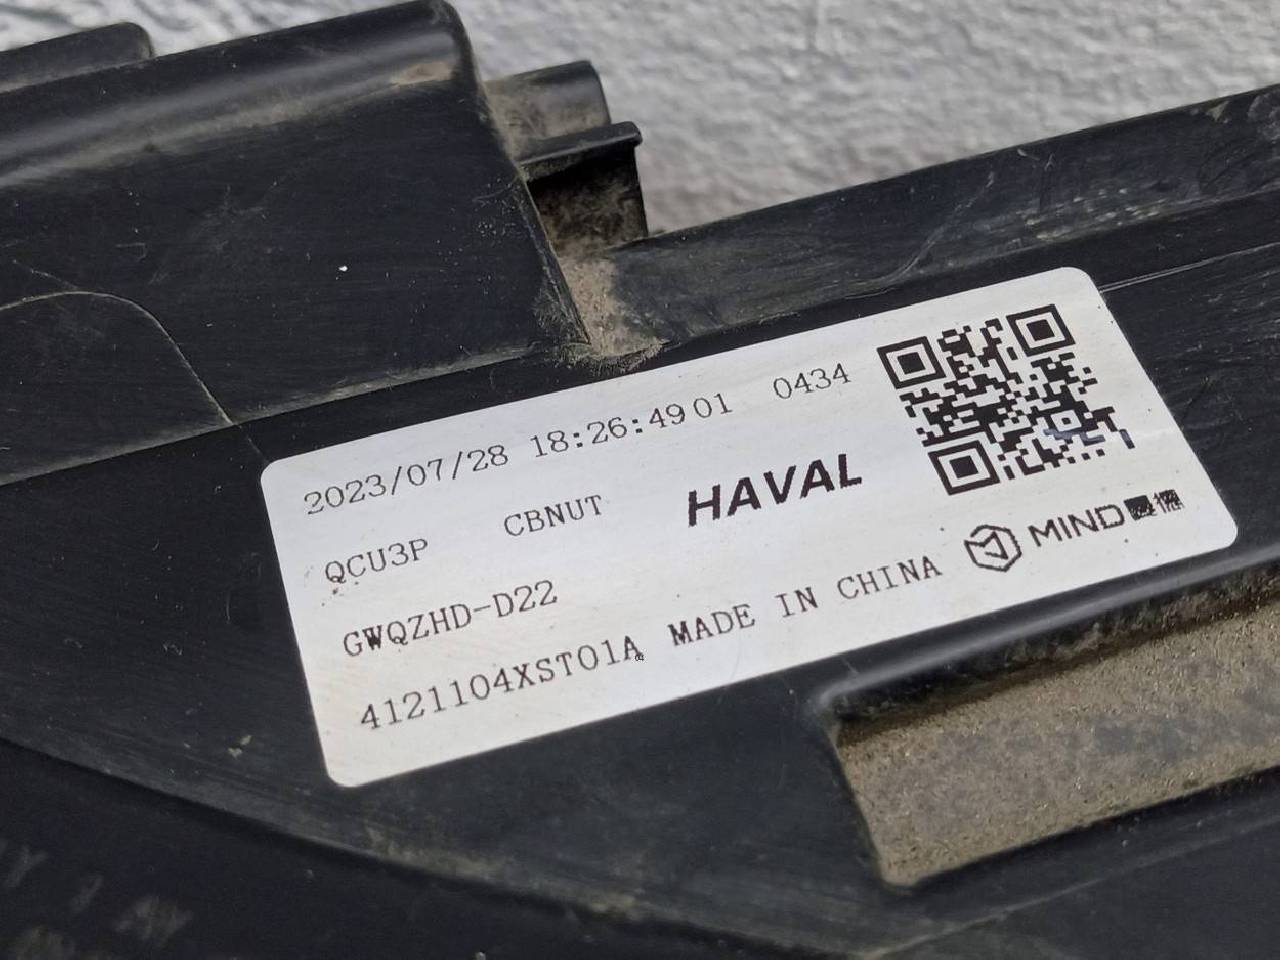 2023/07/28 18:26:49 01 0434
QCU3P CBNUT HAVAL
GWQZHD-D22
4121104XST01A MADE IN CHINA MIND